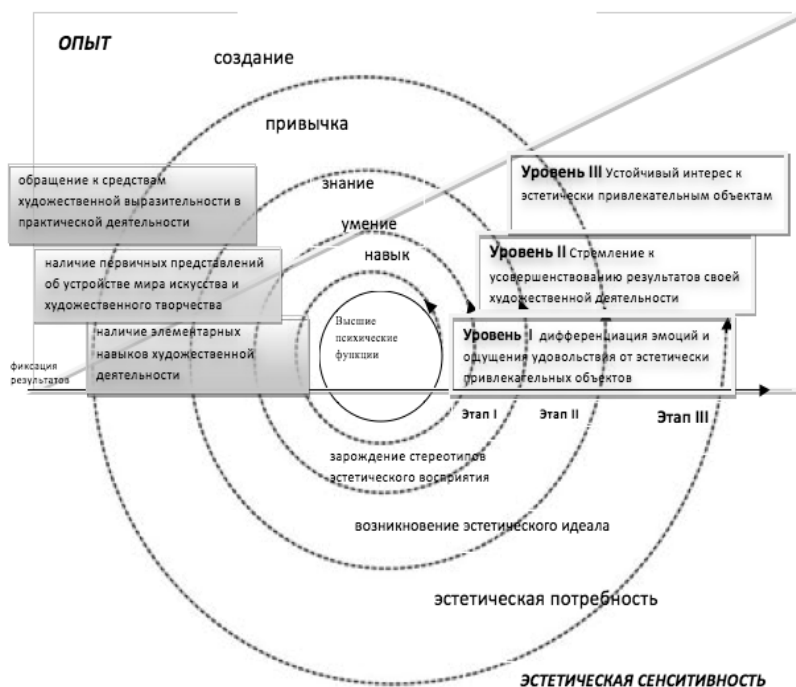 ОПЫТ
создание
привычка
обращение к средствам
художественной выразительности в
практической деятельности
знание
Уровень III Устойчивый интерес к
эстетически привлекательным объектам
умение
наличие первичных представлений
об устройстве мира искусства и
художественного творчества
навык
Уровень II Стремление к
усовершенствованию результатов своей
художественной деятельности
наличие элементарных
навыков художественной
деятельности
Высшие
психические
функции
Уровень I дифференциация эмоций и
ощущения удовольствия от эстетически
привлекательных объектов
фиксация
результатов
Этап I
Этап II
Этап III
зарождение стереотипов
эстетического восприятия
возникновение эстетического идеала
эстетическая потребность
ЭСТЕТИЧЕСКАЯ СЕНСИТИВНОСТЬ